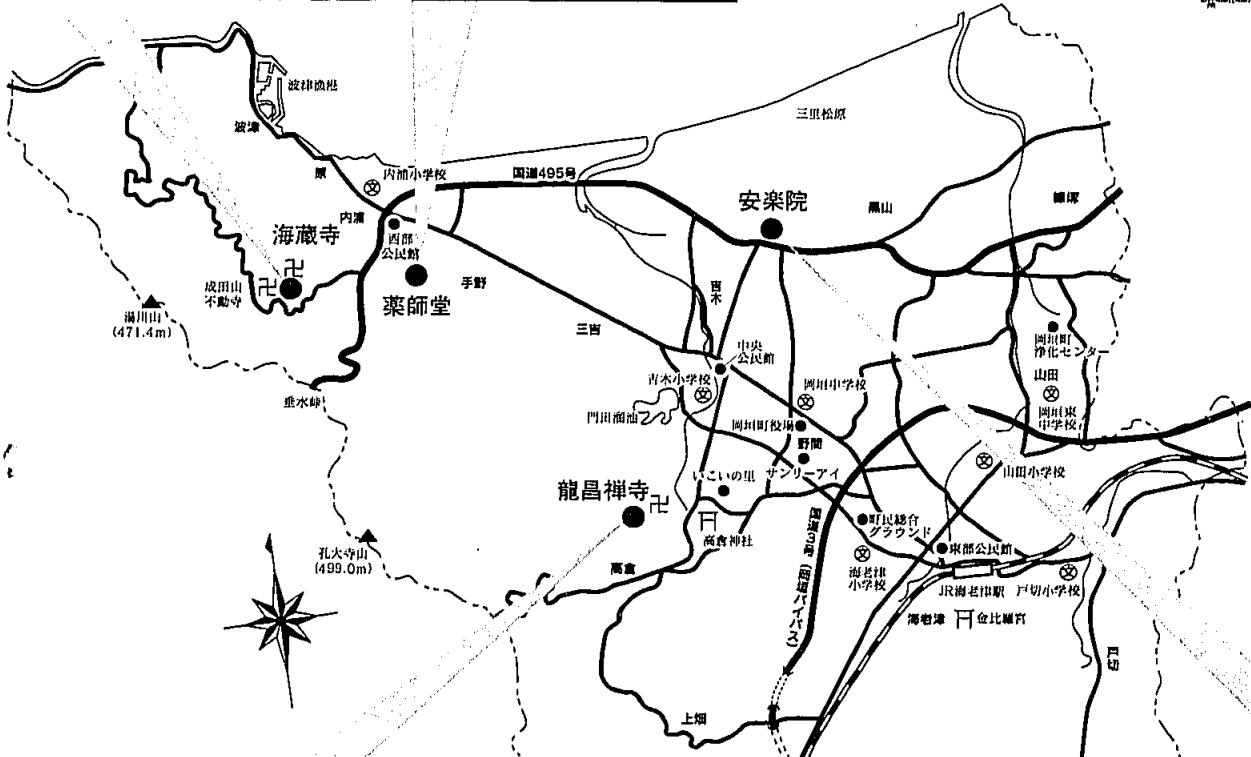 波津漁港
波津
原
内浦小学校
国道495号
三里松原
内浦
西部
公民館
海蔵寺
成田山
不動寺
薬師堂
手野
湯川山
(471.4m)
垂水峠
三吉
吉木
安楽院
黒山
糠塚
中央
公民館
吉木小学校
門田溜池
岡垣中学校
岡垣町役場
野間
サンリーアイ
いこいの里
岡垣町
浄化センター
山田
岡垣東
中学校
山田小学校
龍昌禅寺
高倉神社
高倉
孔大寺山
(499.0m)
国道3号(岡垣バイパス)
町民総合
グラウンド
海老津
小学校
東部公民館
JR海老津駅
戸切小学校
海老津
金比羅宮
戸切
上畑